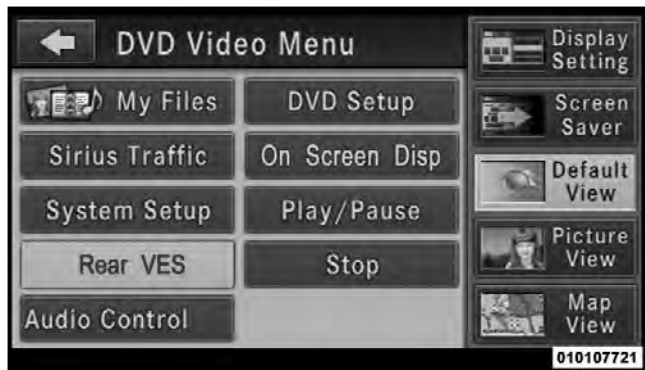 DVD Video Menu
My Files
DVD Setup
Sirius Traffic
On Screen Disp
System Setup
Play/Pause
Rear VES
Stop
Audio Control
Display
Setting
Screen
Saver
Default
View
Picture
View
Map
View
010107721